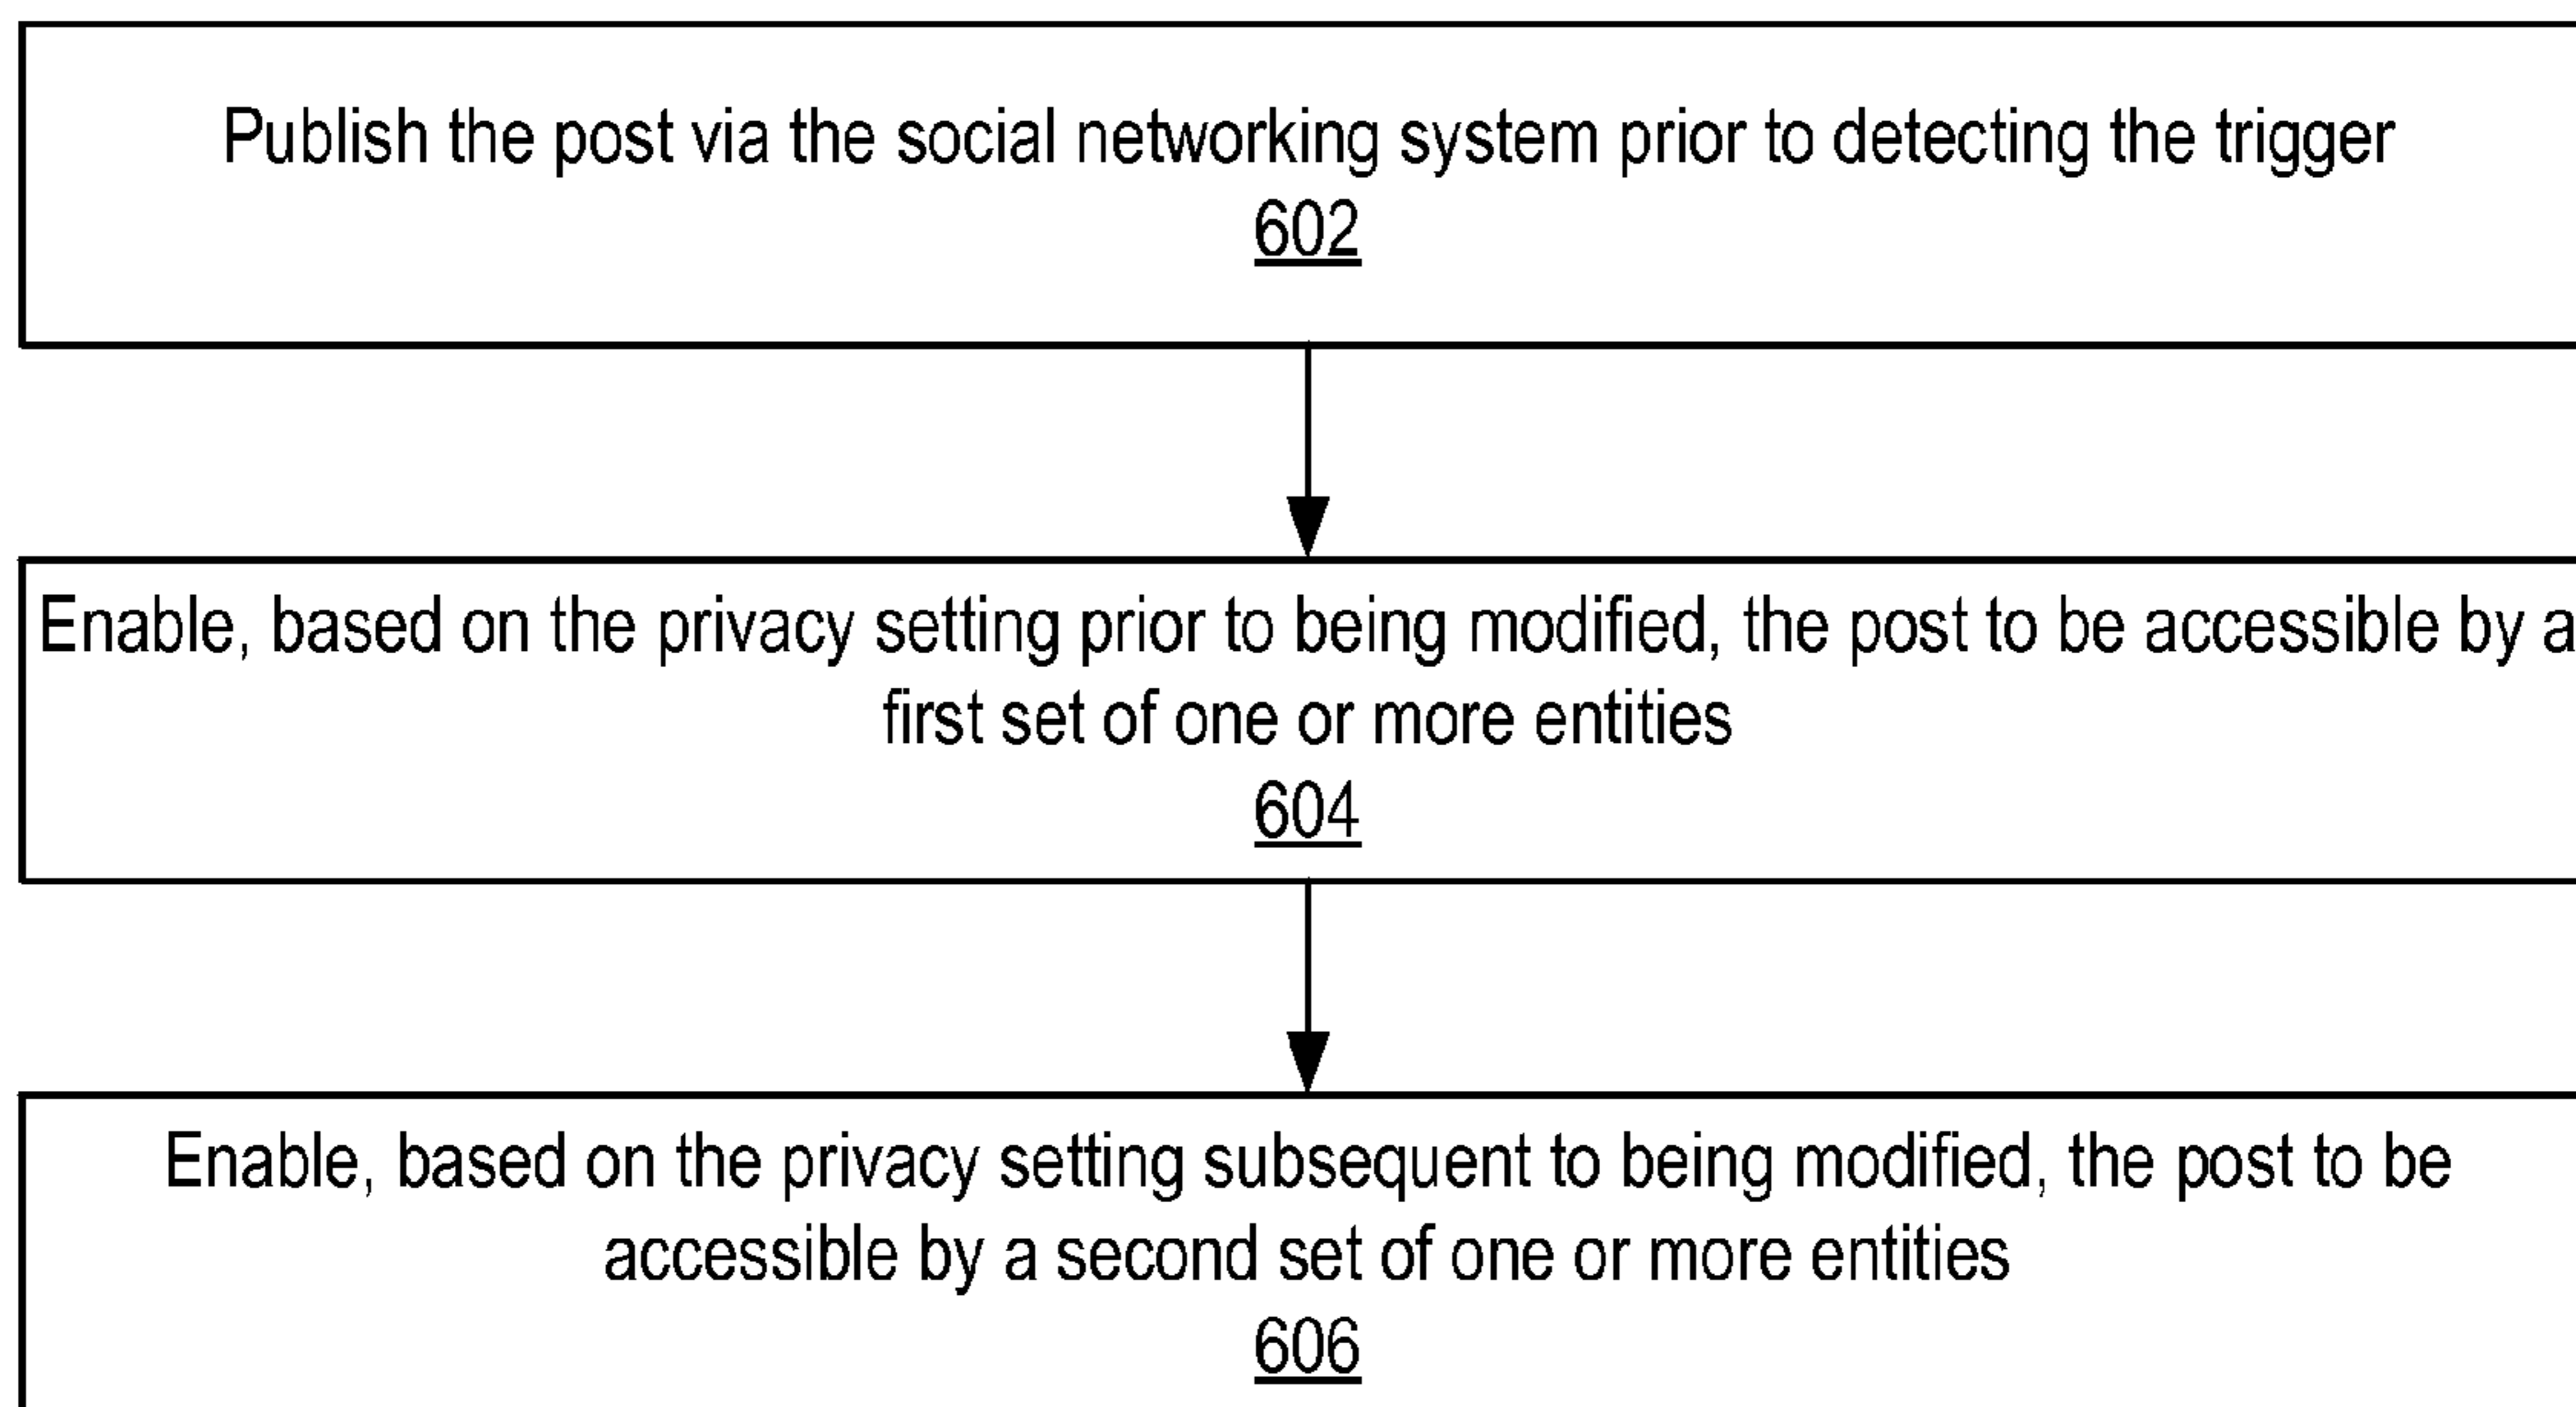 Publish the post via the social networking system prior to detecting the trigger
602
Enable, based on the privacy setting prior to being modified, the post to be accessible by a
first set of one or more entities
604
Enable, based on the privacy setting subsequent to being modified, the post to be
accessible by a second set of one or more entities
606